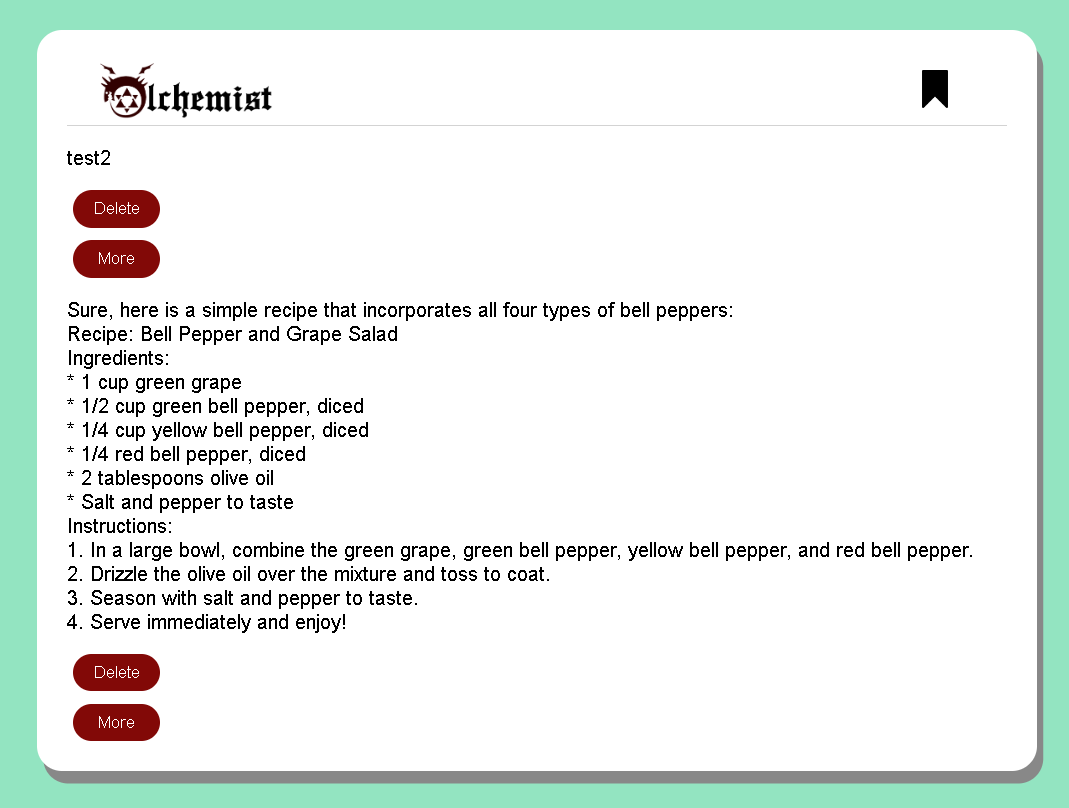 Alchemist
test2
Delete
More
Sure, here is a simple recipe that incorporates all four types of bell peppers:
Recipe: Bell Pepper and Grape Salad
Ingredients:
* 1 cup green grape
* 1/2 cup green bell pepper, diced
* 1/4 cup yellow bell pepper, diced
* 1/4 red bell pepper, diced
* 2 tablespoons olive oil
* Salt and pepper to taste
Instructions:
1. In a large bowl, combine the green grape, green bell pepper, yellow bell pepper, and red bell pepper.
2. Drizzle the olive oil over the mixture and toss to coat.
3. Season with salt and pepper to taste.
4. Serve immediately and enjoy!
Delete
More